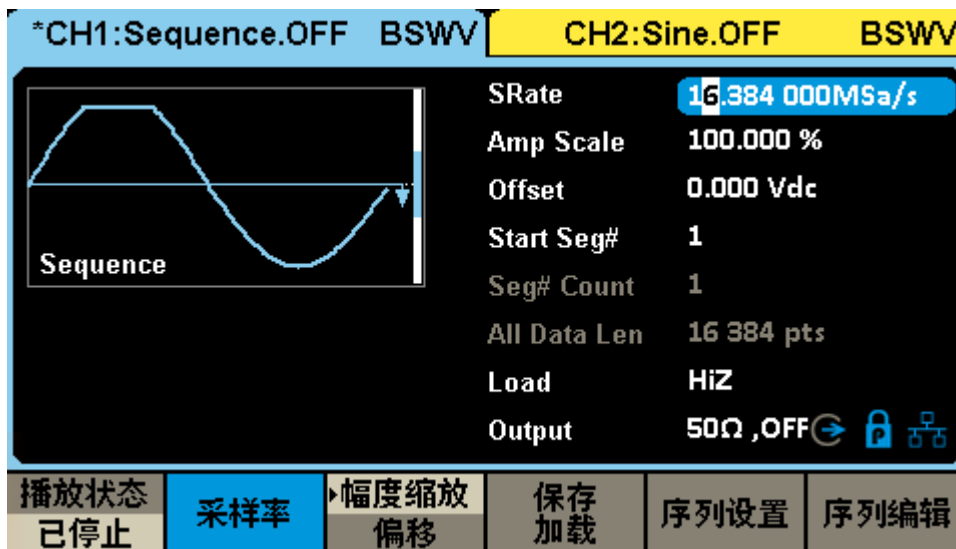 *CH1:Sequence.OFF BSWV
CH2:Sine.OFF BSWV
Sequence
SRate 16.384 000MSa/s
Amp Scale 100.000 %
Offset 0.000 Vdc
Start Seg# 1
Seg# Count 1
All Data Len 16 384 pts
Load HiZ
Output 50Ω ,OFF
P
播放状态
已停止
采样率
幅度缩放
偏移
保存
加载
序列设置
序列编辑